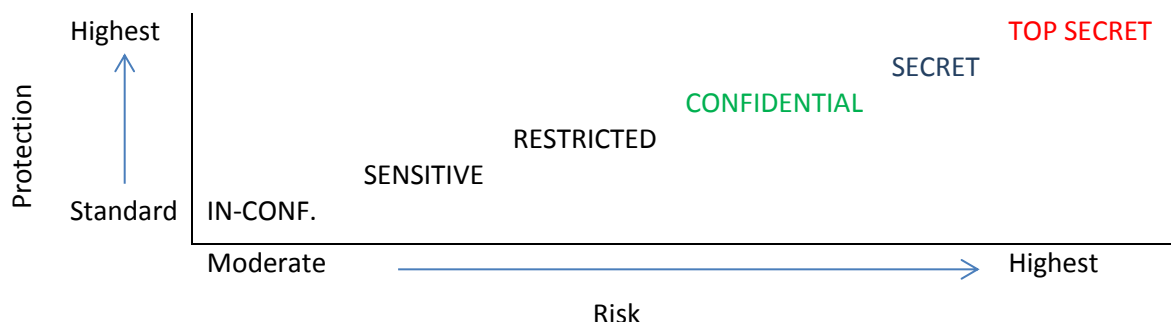 Highest TOP SECRET
SECRET
CONFIDENTIAL
RESTRICTED
SENSITIVE
Standard IN-CONF.
Protection
Moderate Highest
Risk